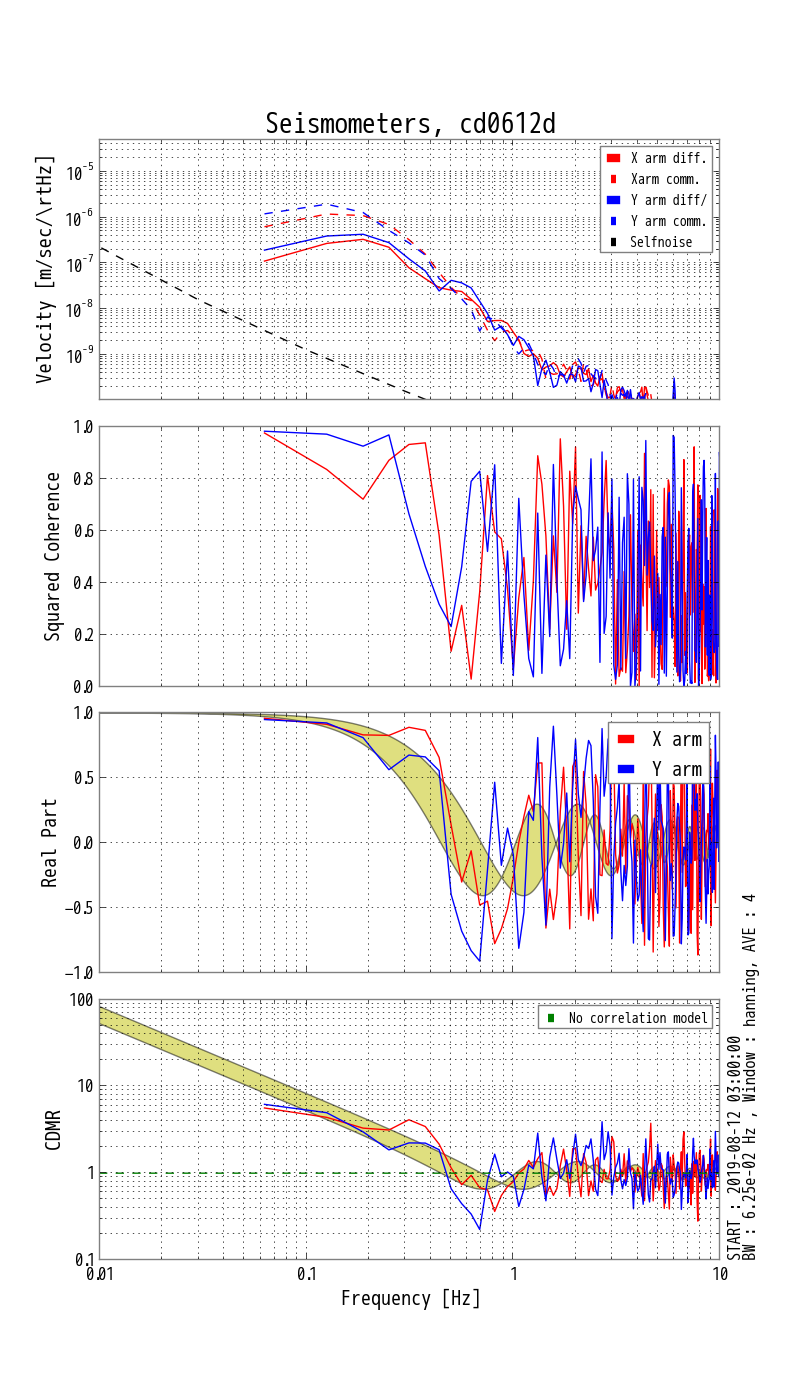 Seismometers, cd0612d
Velocity [m/sec/\rtHz]
10^-5
10^-6
10^-7
10^-8
10^-9
X arm diff.
Xarm comm.
Y arm diff/
Y arm comm.
Selfnoise
Squared Coherence
1.0
0.8
0.6
0.4
0.2
0.0
Real Part
1.0
0.5
0.0
−0.5
−1.0
X arm
Y arm
CDMR
100
10
1
0.1
No correlation model
0.01
0.1
1
10
Frequency [Hz]
START : 2019-08-12 03:00:00
BW : 6.25e-02 Hz , Window : hanning, AVE : 4